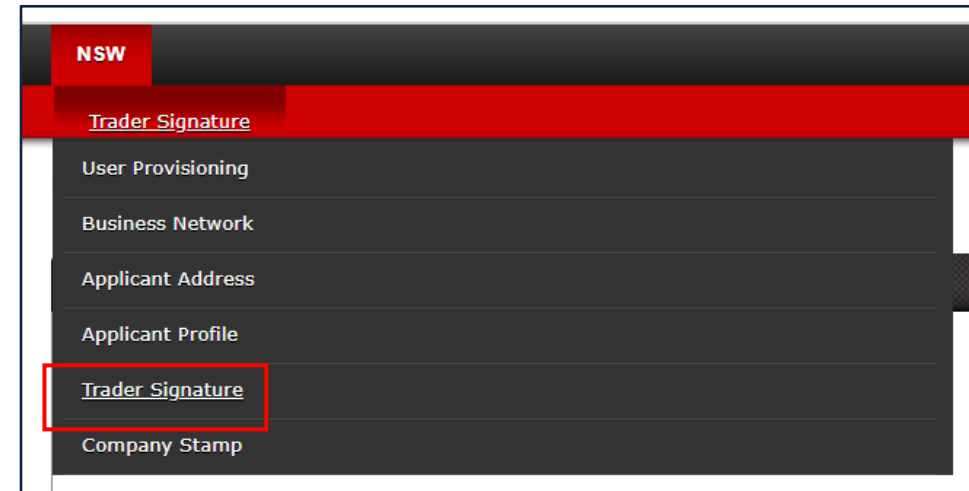 NSW
Trader Signature
User Provisioning
Business Network
Applicant Address
Applicant Profile
Trader Signature
Company Stamp